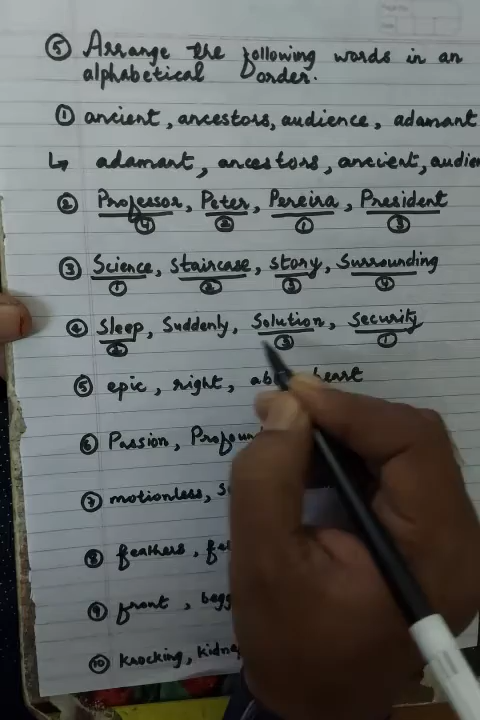 ⑤ Arrange the following words in an
alphabetical order.
① ancient, ancestors, audience, adamant
↳ adamant, ancestors, ancient, audien
② Professor, Peter, Pereira, President
④ ② ① ③
③ Science, staircase, story, Surrounding
① ② ③ ④
④ Sleep, Suddenly, Solution, Security
② ③ ①
⑤ epic, right, heart
⑥ Passion, Profoun
⑦ motionless,
⑧ feathers,
⑨ front, begg
⑩ knocking, kidne